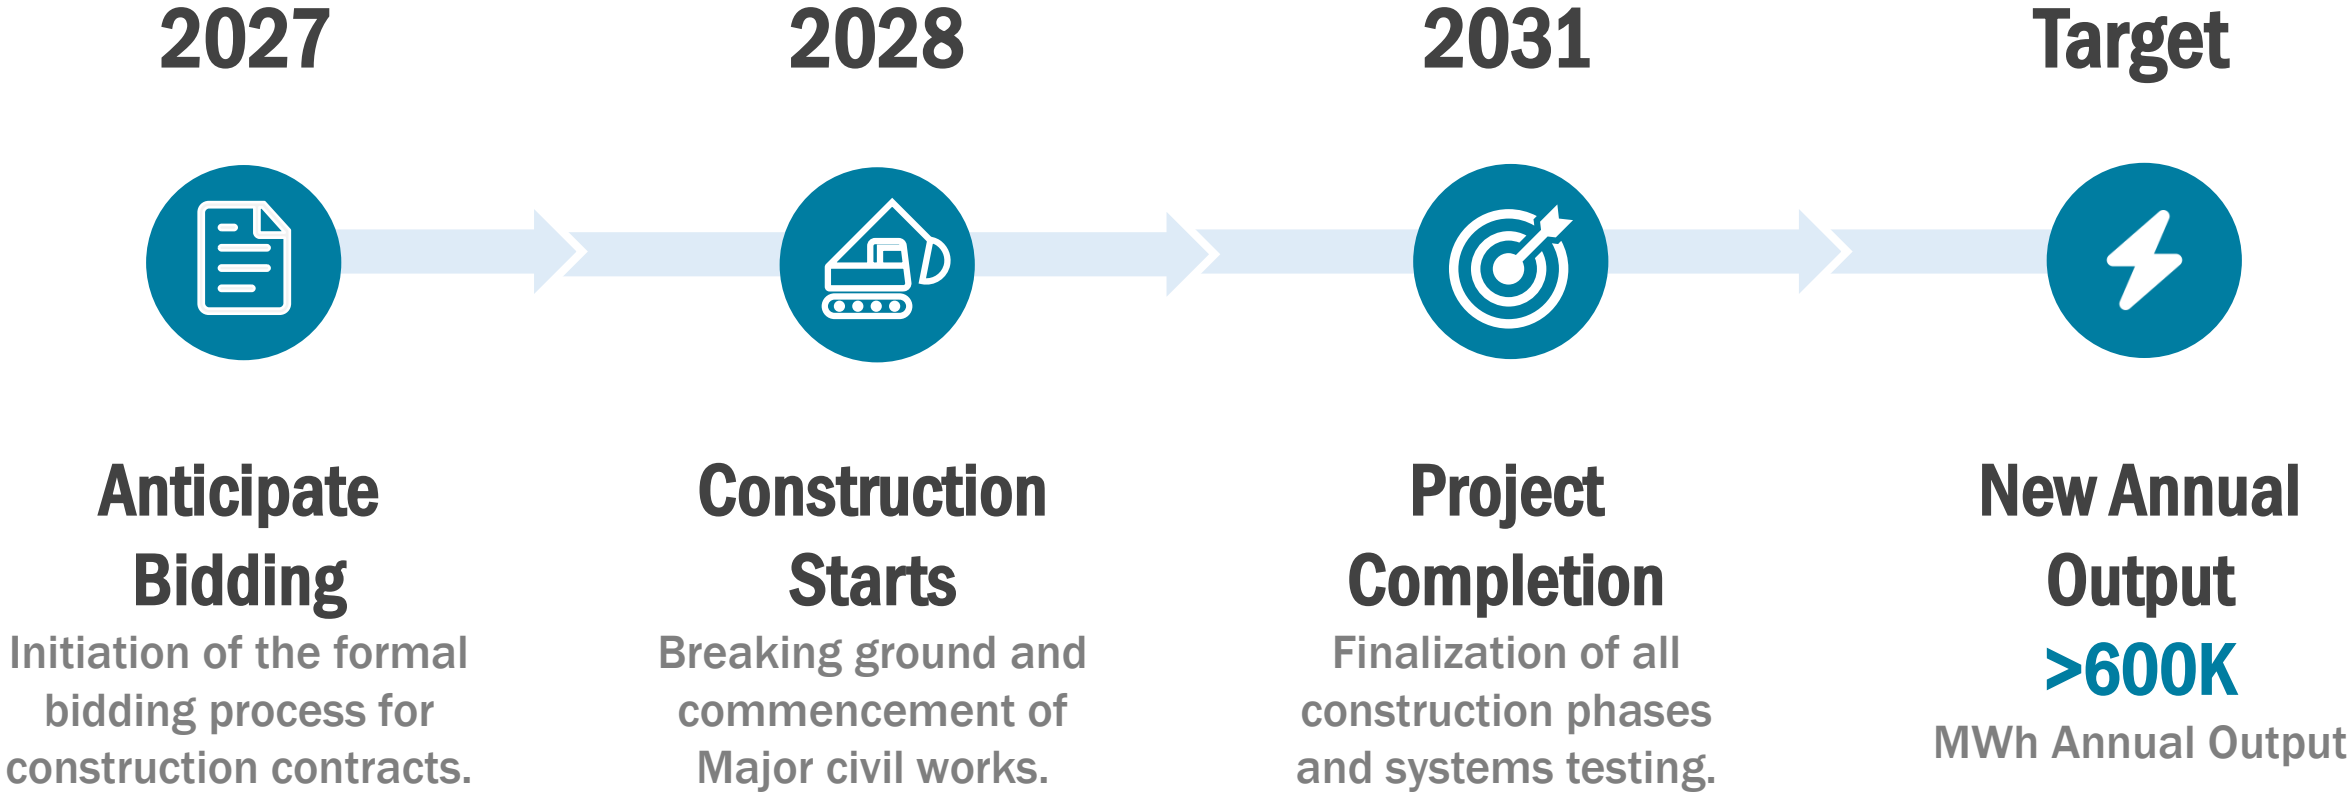 2027
2028
2031
Target
Anticipate
Bidding
Initiation of the formal
bidding process for
construction contracts.
Construction
Starts
Breaking ground and
commencement of
Major civil works.
Project
Completion
Finalization of all
construction phases
and systems testing.
New Annual
Output
>600K
MWh Annual Output